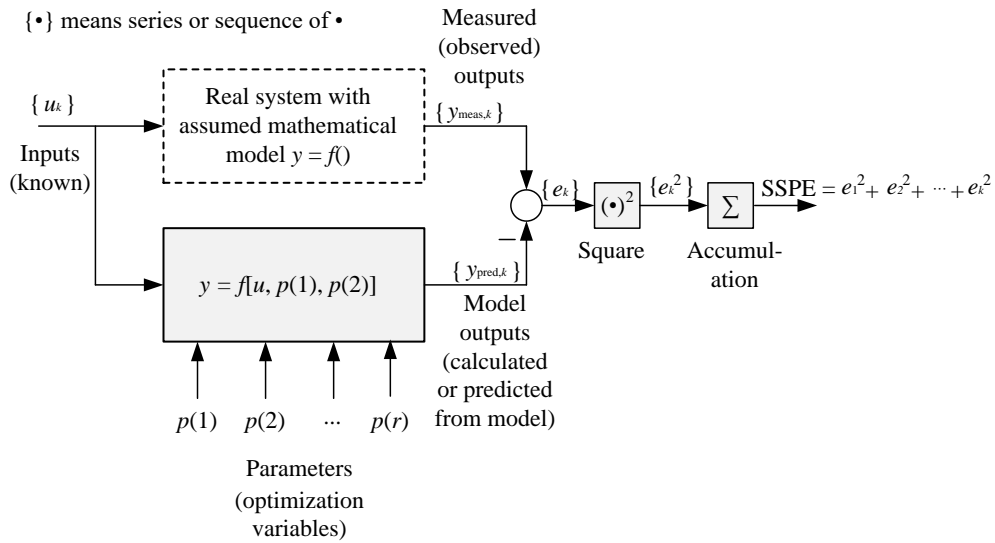 {•} means series or sequence of •
Measured
(observed)
outputs
{ uₖ }
Inputs
(known)
Real system with
assumed mathematical
model y = f()
{ y_meas,k }
{eₖ}
(•)²
Square
{eₖ²}
∑
Accumul-
ation
SSPE = e₁² + e₂² + ⋯ + eₖ²
–
{ y_pred,k }
y = f[u, p(1), p(2)]
Model
outputs
(calculated
or predicted
from model)
p(1) p(2) ... p(r)
Parameters
(optimization
variables)